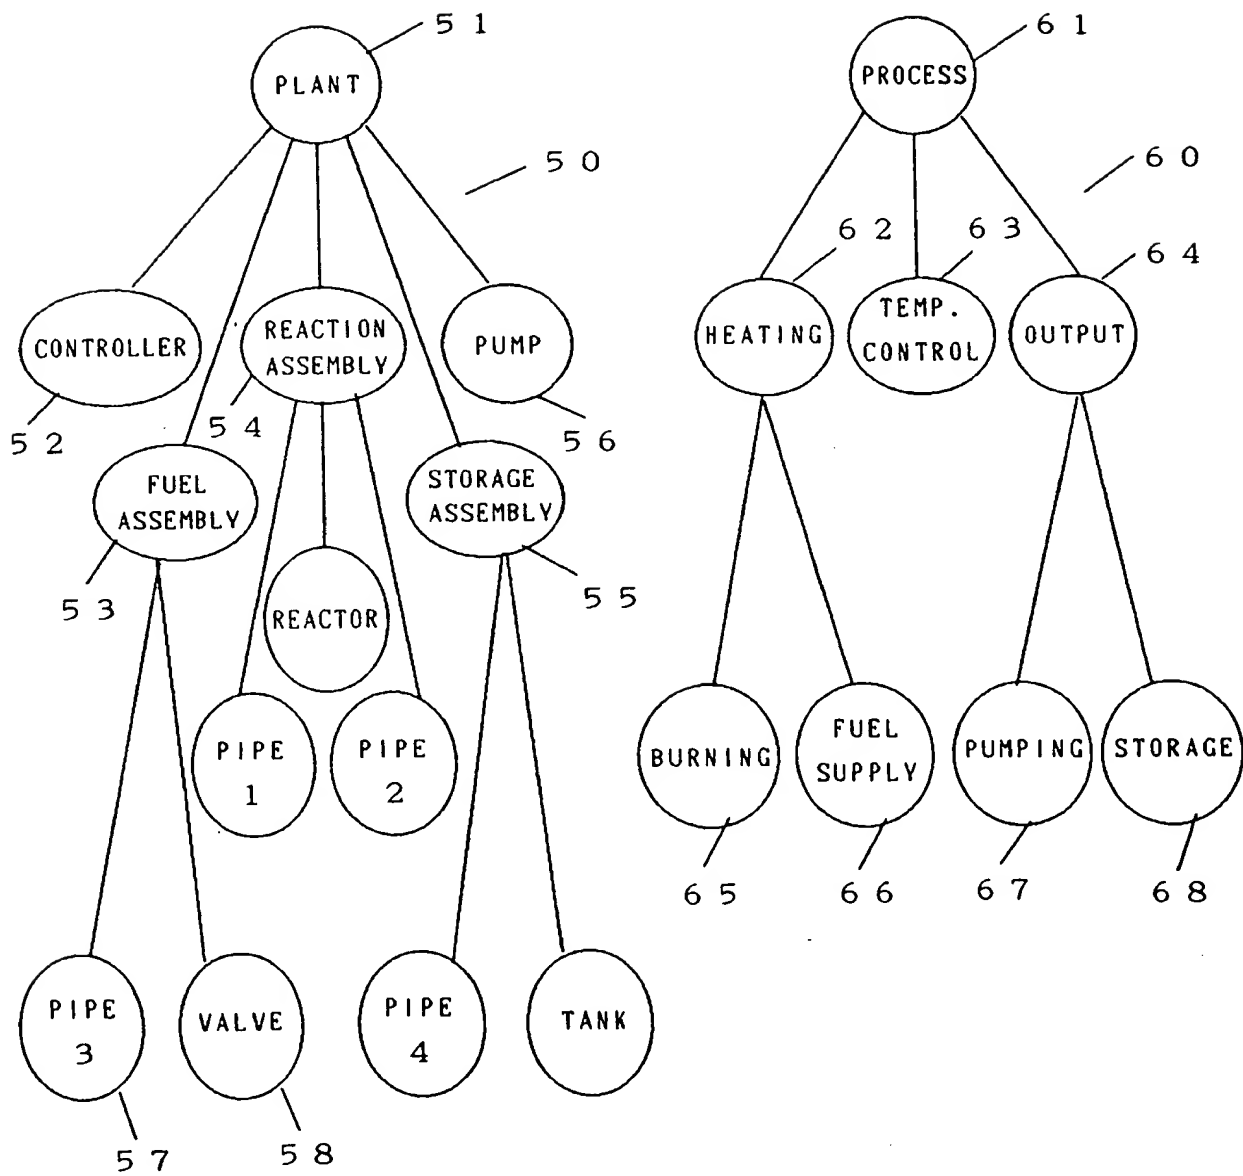 51
PLANT
50
CONTROLLER
52
REACTION
ASSEMBLY
54
PUMP
56
FUEL
ASSEMBLY
53
STORAGE
ASSEMBLY
55
REACTOR
PIPE
1
PIPE
2
PIPE
3
57
VALVE
58
PIPE
4
TANK
61
PROCESS
60
62
HEATING
63
TEMP.
CONTROL
64
OUTPUT
BURNING
65
FUEL
SUPPLY
66
PUMPING
67
STORAGE
68